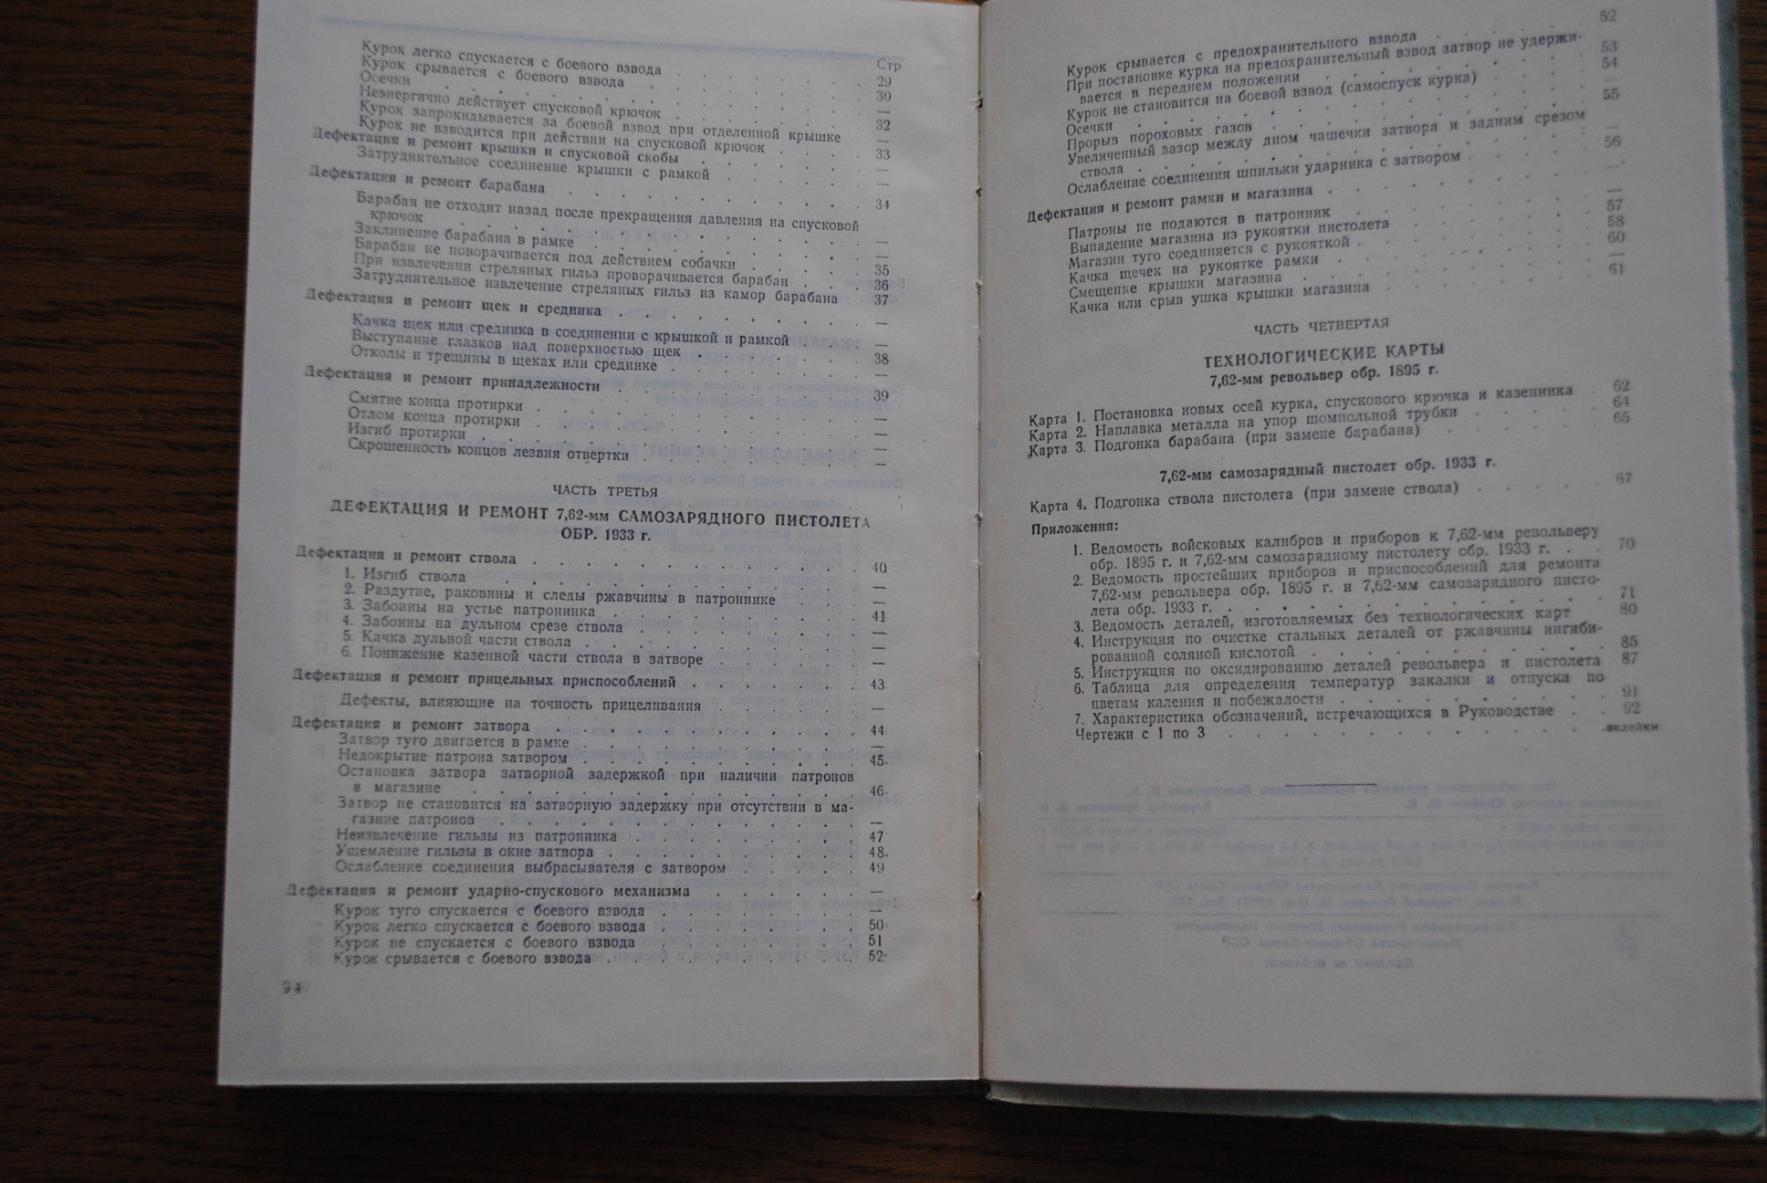 Стр.
Курок легко спускается с боевого взвода . . . . . . . 29
Курок срывается с боевого взвода . . . . . . . . 30
Осечки . . . . . . . . . . . . . —
Неэнергично действует спусковой крючок . . . . . . . 32
Курок запрокидывается за боевой взвод при отделенной крышке —
Курок не взводится при действии на спусковой крючок . . . . 33
Дефектация и ремонт крышки и спусковой скобы . . . . . . —
Затруднительное соединение крышки с рамкой . . . . . . —
Дефектация и ремонт барабана . . . . . . . . . . 34
Барабан не отходит назад после прекращения давления на спусковой
крючок . . . . . . . . . . . . —
Заклинение барабана в рамке . . . . . . . . . —
Барабан не поворачивается под действием собачки . . . . 35
При извлечении стреляных гильз проворачивается барабан . . . 36
Затруднительное извлечение стреляных гильз из камор барабана 37
Дефектация и ремонт щек и средника . . . . . . . . —
Качка щек или средника в соединении с крышкой и рамкой . . —
Выступание глазков над поверхностью щек . . . . . . 38
Отколы и трещины в щеках или среднике . . . . . . —
Дефектация и ремонт принадлежности . . . . . . . . 39
Смятие конца протирки . . . . . . . . . . —
Отлом конца протирки . . . . . . . . . . —
Изгиб протирки . . . . . . . . . . . . —
Скрошенность концов лезвия отвертки . . . . . . . —
ЧАСТЬ ТРЕТЬЯ
ДЕФЕКТАЦИЯ И РЕМОНТ 7,62-мм САМОЗАРЯДНОГО ПИСТОЛЕТА
ОБР. 1933 г.
Дефектация и ремонт ствола . . . . . . . . . . . 40
1. Изгиб ствола . . . . . . . . . . . —
2. Раздутие, раковины и следы ржавчины в патроннике . . . —
3. Забоины на устье патронника . . . . . . . . 41
4. Забоины на дульном срезе ствола . . . . . . . —
5. Качка дульной части ствола . . . . . . . . —
6. Понижение казенной части ствола в затворе . . . . . —
Дефектация и ремонт прицельных приспособлений . . . . . . 43
Дефекты, влияющие на точность прицеливания . . . . . —
Дефектация и ремонт затвора . . . . . . . . . . 44
Затвор туго двигается в рамке . . . . . . . . . —
Недокрытие патрона затвором . . . . . . . . . 45
Остановка затвора затворной задержкой при наличии патронов
в магазине . . . . . . . . . . . . 46
Затвор не становится на затворную задержку при отсутствии в ма-
газине патронов . . . . . . . . . . . —
Неизвлечение гильзы из патронника . . . . . . . . 47
Ущемление гильзы в окне затвора . . . . . . . . 48
Ослабление соединения выбрасывателя с затвором . . . . . 49
Дефектация и ремонт ударно-спускового механизма . . . . . —
Курок туго спускается с боевого взвода . . . . . . . —
Курок легко спускается с боевого взвода . . . . . . . 50
Курок не спускается с боевого взвода . . . . . . . 51
Курок срывается с боевого взвода . . . . . . . . . 52
94
Курок срывается с предохранительного взвода . . . . . . 52
При постановке курка на предохранительный взвод затвор не удержи-
вается в переднем положении . . . . . . . . . 53
Курок не становится на боевой взвод (самоспуск курка) . . . . 54
Осечки . . . . . . . . . . . . . —
Прорыв пороховых газов . . . . . . . . . . 55
Увеличенный зазор между дном чашечки затвора и задним срезом
ствола . . . . . . . . . . . . . —
Ослабление соединения шпильки ударника с затвором . . . . . 56
Дефектация и ремонт рамки и магазина . . . . . . . . —
Патроны не подаются в патронник . . . . . . . . —
Выпадение магазина из рукоятки пистолета . . . . . . 57
Магазин туго соединяется с рукояткой . . . . . . . . 58
Качка щечек на рукоятке рамки . . . . . . . . . 60
Смещение крышки магазина . . . . . . . . . . —
Качка или срыв ушка крышки магазина . . . . . . . 61
ЧАСТЬ ЧЕТВЕРТАЯ
ТЕХНОЛОГИЧЕСКИЕ КАРТЫ
7,62-мм револьвер обр. 1895 г.
Карта 1. Постановка новых осей курка, спускового крючка и казенника 62
Карта 2. Наплавка металла на упор шомпольной трубки . . . . 64
Карта 3. Подгонка барабана (при замене барабана) . . . . . 65
7,62-мм самозарядный пистолет обр. 1933 г.
Карта 4. Подгонка ствола пистолета (при замене ствола) . . . . 67
Приложения:
1. Ведомость войсковых калибров и приборов к 7,62-мм револьверу
обр. 1895 г. и 7,62-мм самозарядному пистолету обр. 1933 г. . . 70
2. Ведомость простейших приборов и приспособлений для ремонта
7,62-мм револьвера обр. 1895 г. и 7,62-мм самозарядного писто-
лета обр. 1933 г. . . . . . . . . . . . . 71
3. Ведомость деталей, изготовляемых без технологических карт 80
4. Инструкция по очистке стальных деталей от ржавчины ингиби-
рованной соляной кислотой . . . . . . . . . . 85
5. Инструкция по оксидированию деталей револьвера и пистолета 87
6. Таблица для определения температур закалки и отпуска по
цветам каления и побежалости . . . . . . . . . 91
7. Характеристика обозначений, встречающихся в Руководстве . . 92
Чертежи с 1 по 3 . . . . . . . . . . . . . вклейки